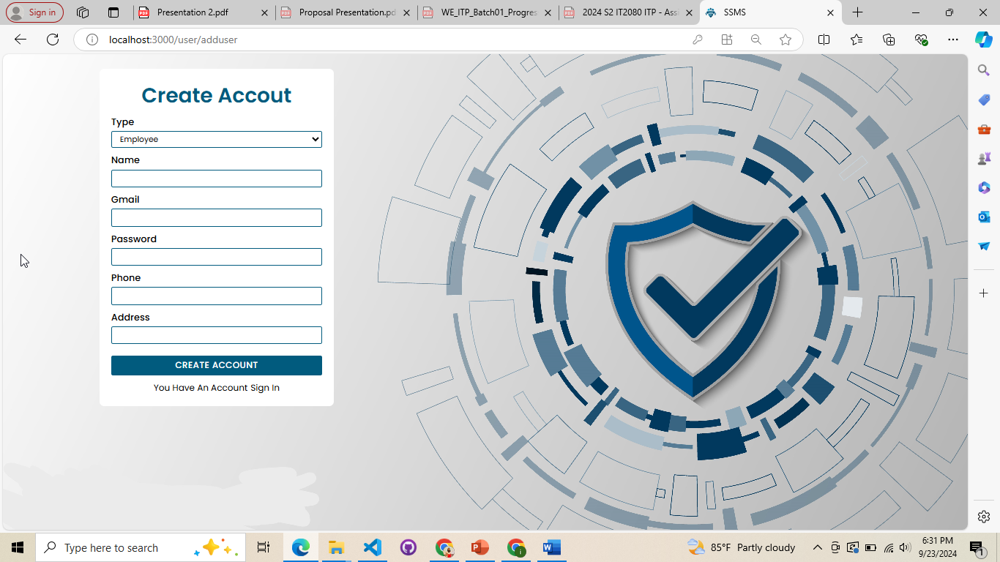 Sign in
Presentation 2.pdf
Proposal Presentation.pd
WE_ITP_Batch01_Progres
2024 S2 IT2080 ITP - Ass
SSMS
localhost:3000/user/adduser
Create Accout
Type
Employee
Name
Gmail
Password
Phone
Address
CREATE ACCOUNT
You Have An Account Sign In
Type here to search
85°F Partly cloudy
6:31 PM
9/23/2024
1